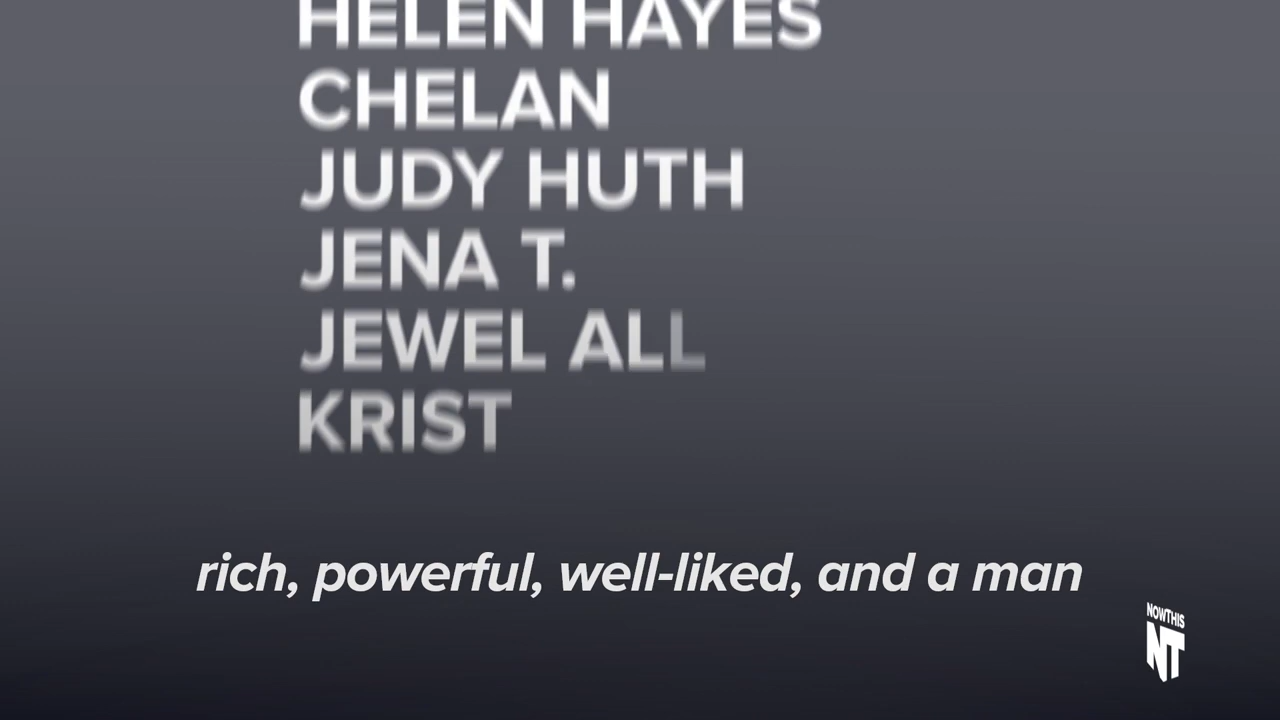 HELEN HAYES
CHELAN
JUDY HUTH
JENA T.
JEWEL ALL
KRIST
rich, powerful, well-liked, and a man
NOWTHIS
NT